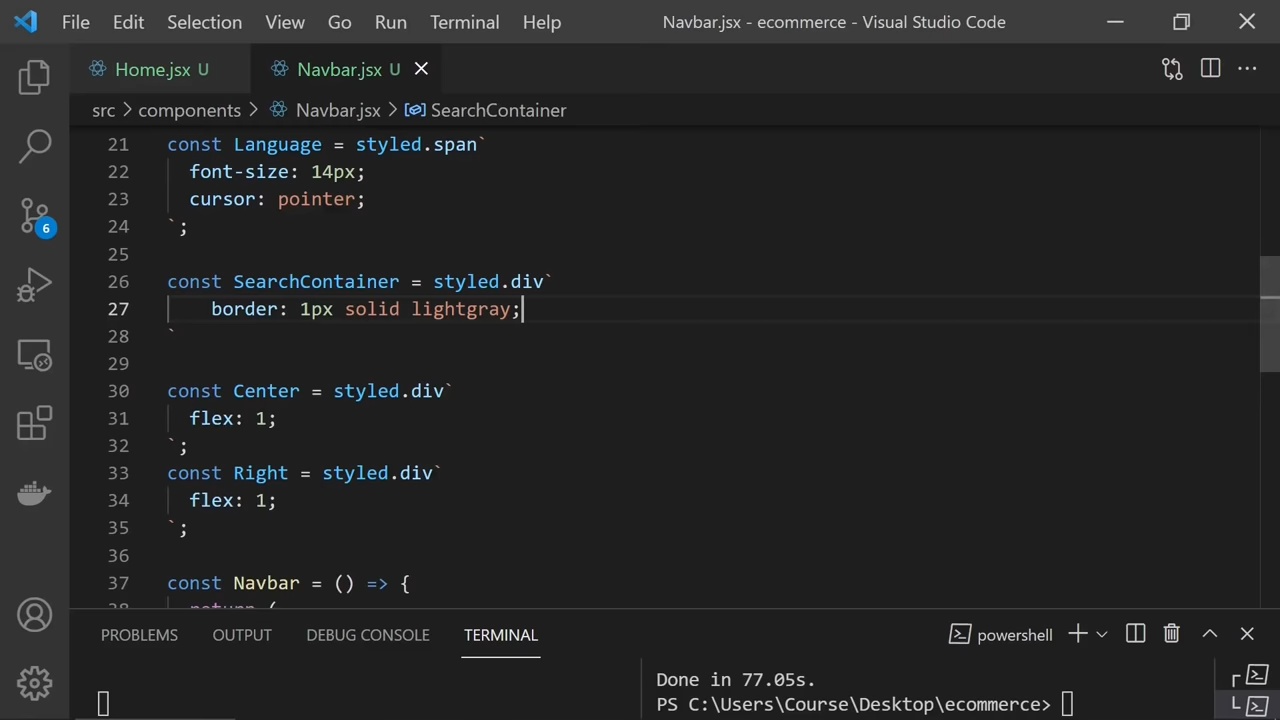 File Edit Selection View Go Run Terminal Help Navbar.jsx - ecommerce - Visual Studio Code
Home.jsx U Navbar.jsx U
src > components > Navbar.jsx > SearchContainer
21 const Language = styled.span`
22 font-size: 14px;
23 cursor: pointer;
24 `;
25
26 const SearchContainer = styled.div`
27 border: 1px solid lightgray;
28 `
29
30 const Center = styled.div`
31 flex: 1;
32 `;
33 const Right = styled.div`
34 flex: 1;
35 `;
36
37 const Navbar = () => {
38 return (
6
PROBLEMS OUTPUT DEBUG CONSOLE TERMINAL powershell
Done in 77.05s.
PS C:\Users\Course\Desktop\ecommerce>